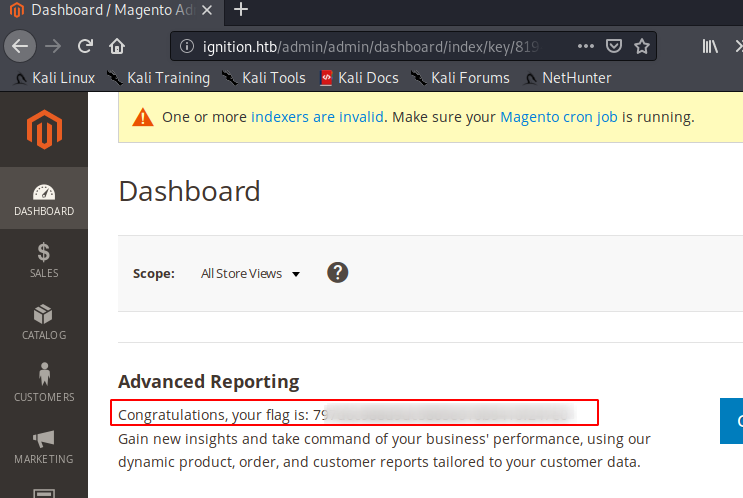 Dashboard / Magento Ad
ignition.htb/admin/admin/dashboard/index/key/819
Kali Linux
Kali Training
Kali Tools
Kali Docs
Kali Forums
NetHunter
One or more indexers are invalid. Make sure your Magento cron job is running.
Dashboard
DASHBOARD
SALES
CATALOG
CUSTOMERS
MARKETING
Scope: All Store Views
Advanced Reporting
Congratulations, your flag is: 79
Gain new insights and take command of your business' performance, using our
dynamic product, order, and customer reports tailored to your customer data.